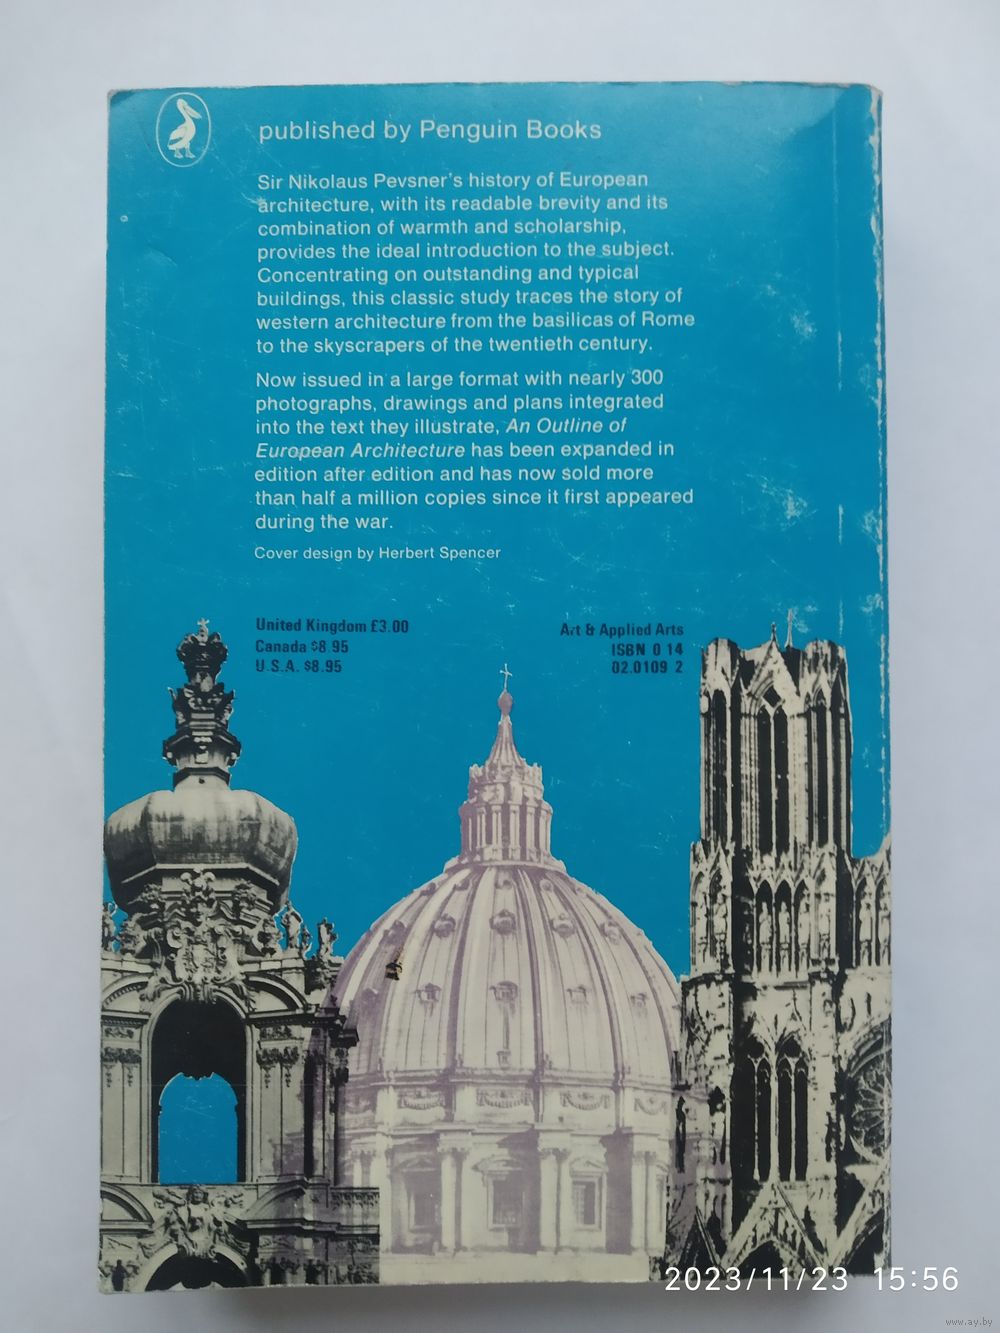 published by Penguin Books
Sir Nikolaus Pevsner's history of European
architecture, with its readable brevity and its
combination of warmth and scholarship,
provides the ideal introduction to the subject.
Concentrating on outstanding and typical
buildings, this classic study traces the story of
western architecture from the basilicas of Rome
to the skyscrapers of the twentieth century.
Now issued in a large format with nearly 300
photographs, drawings and plans integrated
into the text they illustrate, An Outline of
European Architecture has been expanded in
edition after edition and has now sold more
than half a million copies since it first appeared
during the war.
Cover design by Herbert Spencer
United Kingdom £3.00
Canada $8.95
U.S.A. $8.95
Art & Applied Arts
ISBN 0 14
02.0109 2
2023/11/23 15:56
www.ay.by